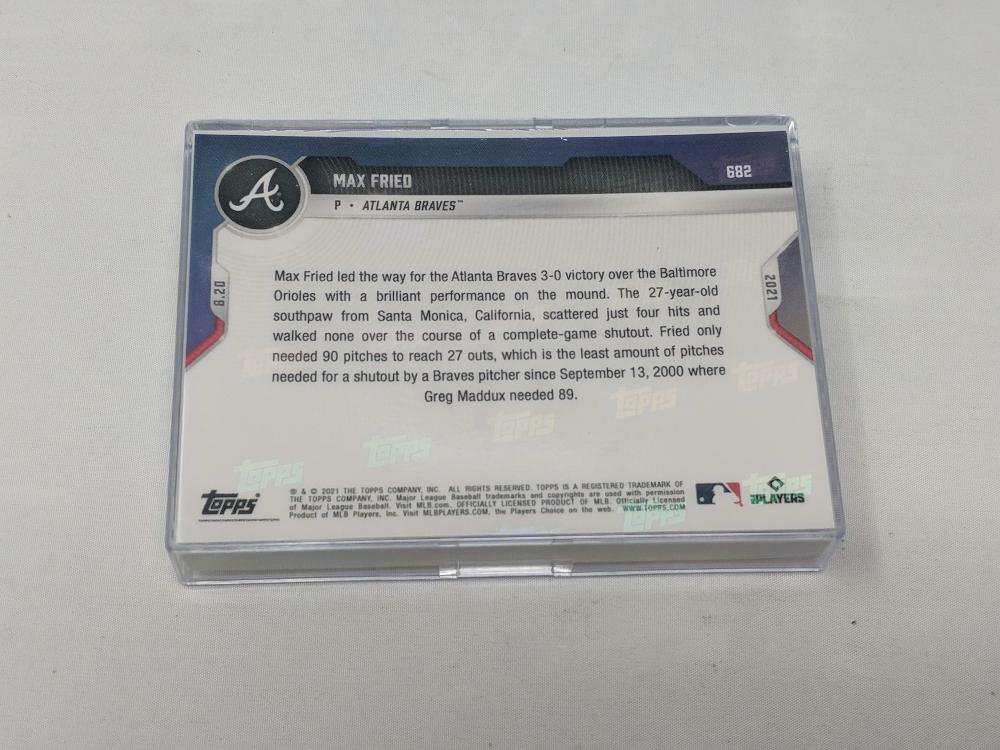 A
MAX FRIED
682
P • ATLANTA BRAVES™
8.20
2021
Max Fried led the way for the Atlanta Braves 3-0 victory over the Baltimore
Orioles with a brilliant performance on the mound. The 27-year-old
southpaw from Santa Monica, California, scattered just four hits and
walked none over the course of a complete-game shutout. Fried only
needed 90 pitches to reach 27 outs, which is the least amount of pitches
needed for a shutout by a Braves pitcher since September 13, 2000 where
Greg Maddux needed 89.
TOPPS
TOPPS
TOPPS
TOPPS
TOPPS
TOPPS
topps
® & © 2021 THE TOPPS COMPANY, INC. ALL RIGHTS RESERVED. TOPPS IS A REGISTERED TRADEMARK OF
THE TOPPS COMPANY, INC. Major League Baseball trademarks and copyrights are used with permission
of Major League Baseball. Visit MLB.com. OFFICIALLY LICENSED PRODUCT OF MLB. Officially Licensed
Product of MLB Players, Inc. Visit MLBPLAYERS.COM, the Players Choice on the web. WWW.TOPPS.COM
PLAYERS